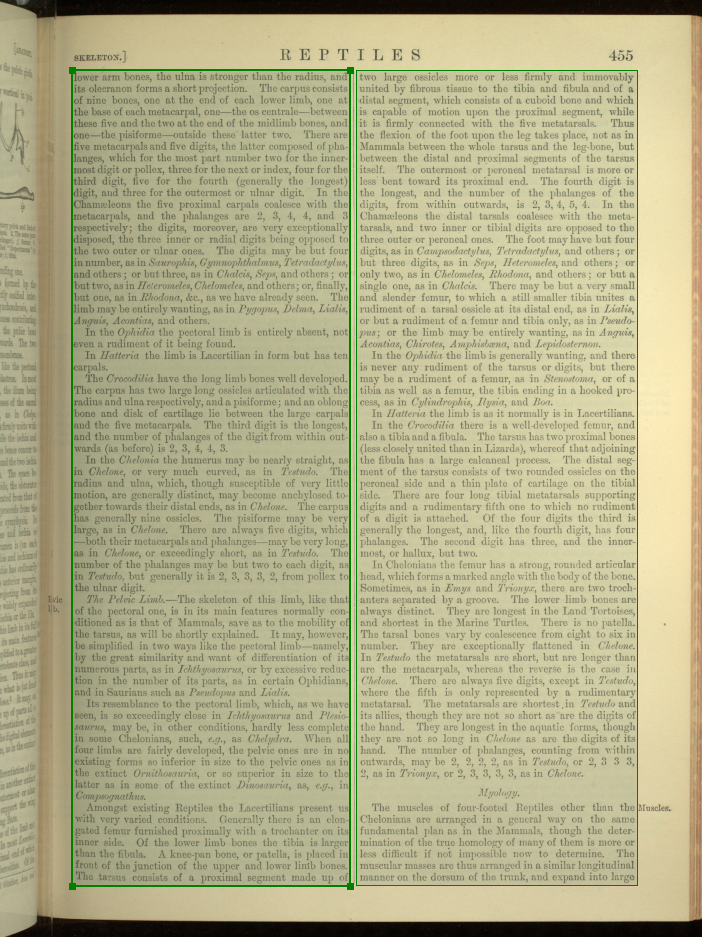 SKELETON.]
REPTILES
455
lower arm bones, the ulna is stronger than the radius, and
its olecranon forms a short projection. The carpus consists
of nine bones, one at the end of each lower limb, one at
the base of each metacarpal, one—the os centrale—between
these five and the two at the end of the midlimb bones, and
one—the pisiforme—outside these latter two. There are
five metacarpals and five digits, the latter composed of pha-
langes, which for the most part number two for the inner-
most digit or pollex, three for the next or index, four for the
third digit, five for the fourth (generally the longest)
digit, and three for the outermost or ulnar digit. In the
Chamæleons the five proximal carpals coalesce with the
metacarpals, and the phalanges are 2, 3, 4, 4, and 3
respectively; the digits, moreover, are very exceptionally
disposed, the three inner or radial digits being opposed to
the two outer or ulnar ones. The digits may be but four
in number, as in Saurophis, Gymnophthalmus, Tetradactylus,
and others; or but three, as in Chalcis, Seps, and others; or
but two, as in Heteromeles, Chelomeles, and others; or, finally,
but one, as in Rhodona, &c., as we have already seen. The
limb may be entirely wanting, as in Pygopus, Delma, Lialis,
Anguis, Acontias, and others.
In the Ophidia the pectoral limb is entirely absent, not
even a rudiment of it being found.
In Hatteria the limb is Lacertilian in form but has ten
carpals.
The Crocodilia have the long limb bones well developed.
The carpus has two large long ossicles articulated with the
radius and ulna respectively, and a pisiforme; and an oblong
bone and disk of cartilage lie between the large carpals
and the five metacarpals. The third digit is the longest,
and the number of phalanges of the digit from within out-
wards (as before) is 2, 3, 4, 4, 3.
In the Chelonia the humerus may be nearly straight, as
in Chelone, or very much curved, as in Testudo. The
radius and ulna, which, though susceptible of very little
motion, are generally distinct, may become anchylosed to-
gether towards their distal ends, as in Chelone. The carpus
has generally nine ossicles. The pisiforme may be very
large, as in Chelone. There are always five digits, which
—both their metacarpals and phalanges—may be very long,
as in Chelone, or exceedingly short, as in Testudo. The
number of the phalanges may be but two to each digit, as
in Testudo, but generally it is 2, 3, 3, 3, 2, from pollex to
the ulnar digit.
The Pelvic Limb.—The skeleton of this limb, like that
of the pectoral one, is in its main features normally con-
ditioned as is that of Mammals, save as to the mobility of
the tarsus, as will be shortly explained. It may, however,
be simplified in two ways like the pectoral limb—namely,
by the great similarity and want of differentiation of its
numerous parts, as in Ichthyosaurus, or by excessive reduc-
tion in the number of its parts, as in certain Ophidians,
and in Saurians such as Pseudopus and Lialis.
Its resemblance to the pectoral limb, which, as we have
seen, is so exceedingly close in Ichthyosaurus and Plesio-
saurus, may be, in other conditions, hardly less complete
in some Chelonians, such, e.g., as Chelydra. When all
four limbs are fairly developed, the pelvic ones are in no
existing forms so inferior in size to the pelvic ones as in
the extinct Ornithosauria, or so superior in size to the
latter as in some of the extinct Dinosauria, as, e.g., in
Compsognathus.
Amongst existing Reptiles the Lacertilians present us
with very varied conditions. Generally there is an elon-
gated femur furnished proximally with a trochanter on its
inner side. Of the lower limb bones the tibia is larger
than the fibula. A knee-pan bone, or patella, is placed in
front of the junction of the upper and lower limb bones.
The tarsus consists of a proximal segment made up of
two large ossicles more or less firmly and immovably
united by fibrous tissue to the tibia and fibula and of a
distal segment, which consists of a cuboid bone and which
is capable of motion upon the proximal segment, while
it is firmly connected with the five metatarsals. Thus
the flexion of the foot upon the leg takes place, not as in
Mammals between the whole tarsus and the leg-bone, but
between the distal and proximal segments of the tarsus
itself. The outermost or peroneal metatarsal is more or
less bent toward its proximal end. The fourth digit is
the longest, and the number of the phalanges of the
digits, from within outwards, is 2, 3, 4, 5, 4. In the
Chamæleons the distal tarsals coalesce with the meta-
tarsals, and two inner or tibial digits are opposed to the
three outer or peroneal ones. The foot may have but four
digits, as in Campsodactylus, Tetradactylus, and others; or
but three digits, as in Seps, Heteromeles, and others; or
only two, as in Chelomeles, Rhodona, and others; or but a
single one, as in Chalcis. There may be but a very small
and slender femur, to which a still smaller tibia unites a
rudiment of a tarsal ossicle at its distal end, as in Lialis,
or but a rudiment of a femur and tibia only, as in Pseudo-
pus; or the limb may be entirely wanting, as in Anguis,
Acontias, Chirotes, Amphisbæna, and Lepidosternon.
In the Ophidia the limb is generally wanting, and there
is never any rudiment of the tarsus or digits, but there
may be a rudiment of a femur, as in Stenostoma, or of a
tibia as well as a femur, the tibia ending in a hooked pro-
cess, as in Cylindrophis, Ilysia, and Boa.
In Hatteria the limb is as it normally is in Lacertilians.
In the Crocodilia there is a well-developed femur, and
also a tibia and a fibula. The tarsus has two proximal bones
(less closely united than in Lizards), whereof that adjoining
the fibula has a large calcaneal process. The distal seg-
ment of the tarsus consists of two rounded ossicles on the
peroneal side and a thin plate of cartilage on the tibial
side. There are four long tibial metatarsals supporting
digits and a rudimentary fifth one to which no rudiment
of a digit is attached. Of the four digits the third is
generally the longest, and, like the fourth digit, has four
phalanges. The second digit has three, and the inner-
most, or hallux, but two.
In Chelonians the femur has a strong, rounded articular
head, which forms a marked angle with the body of the bone.
Sometimes, as in Emys and Trionyx, there are two troch-
anters separated by a groove. The lower limb bones are
always distinct. They are longest in the Land Tortoises,
and shortest in the Marine Turtles. There is no patella.
The tarsal bones vary by coalescence from eight to six in
number. They are exceptionally flattened in Chelone.
In Testudo the metatarsals are short, but are longer than
are the metacarpals, whereas the reverse is the case in
Chelone. There are always five digits, except in Testudo,
where the fifth is only represented by a rudimentary
metatarsal. The metatarsals are shortest in Testudo and
its allies, though they are not so short as are the digits of
the hand. They are longest in the aquatic forms, though
they are not so long in Chelone as are the digits of its
hand. The number of phalanges, counting from within
outwards, may be 2, 2, 2, 2, as in Testudo, or 2, 3 3 3,
2, as in Trionyx, or 2, 3, 3, 3, 3, as in Chelone.
Myology.
The muscles of four-footed Reptiles other than the
Chelonians are arranged in a general way on the same
fundamental plan as in the Mammals, though the deter-
mination of the true homology of many of them is more or
less difficult if not impossible now to determine. The
muscular masses are thus arranged in a similar longitudinal
manner on the dorsum of the trunk, and expand into large
Muscles.